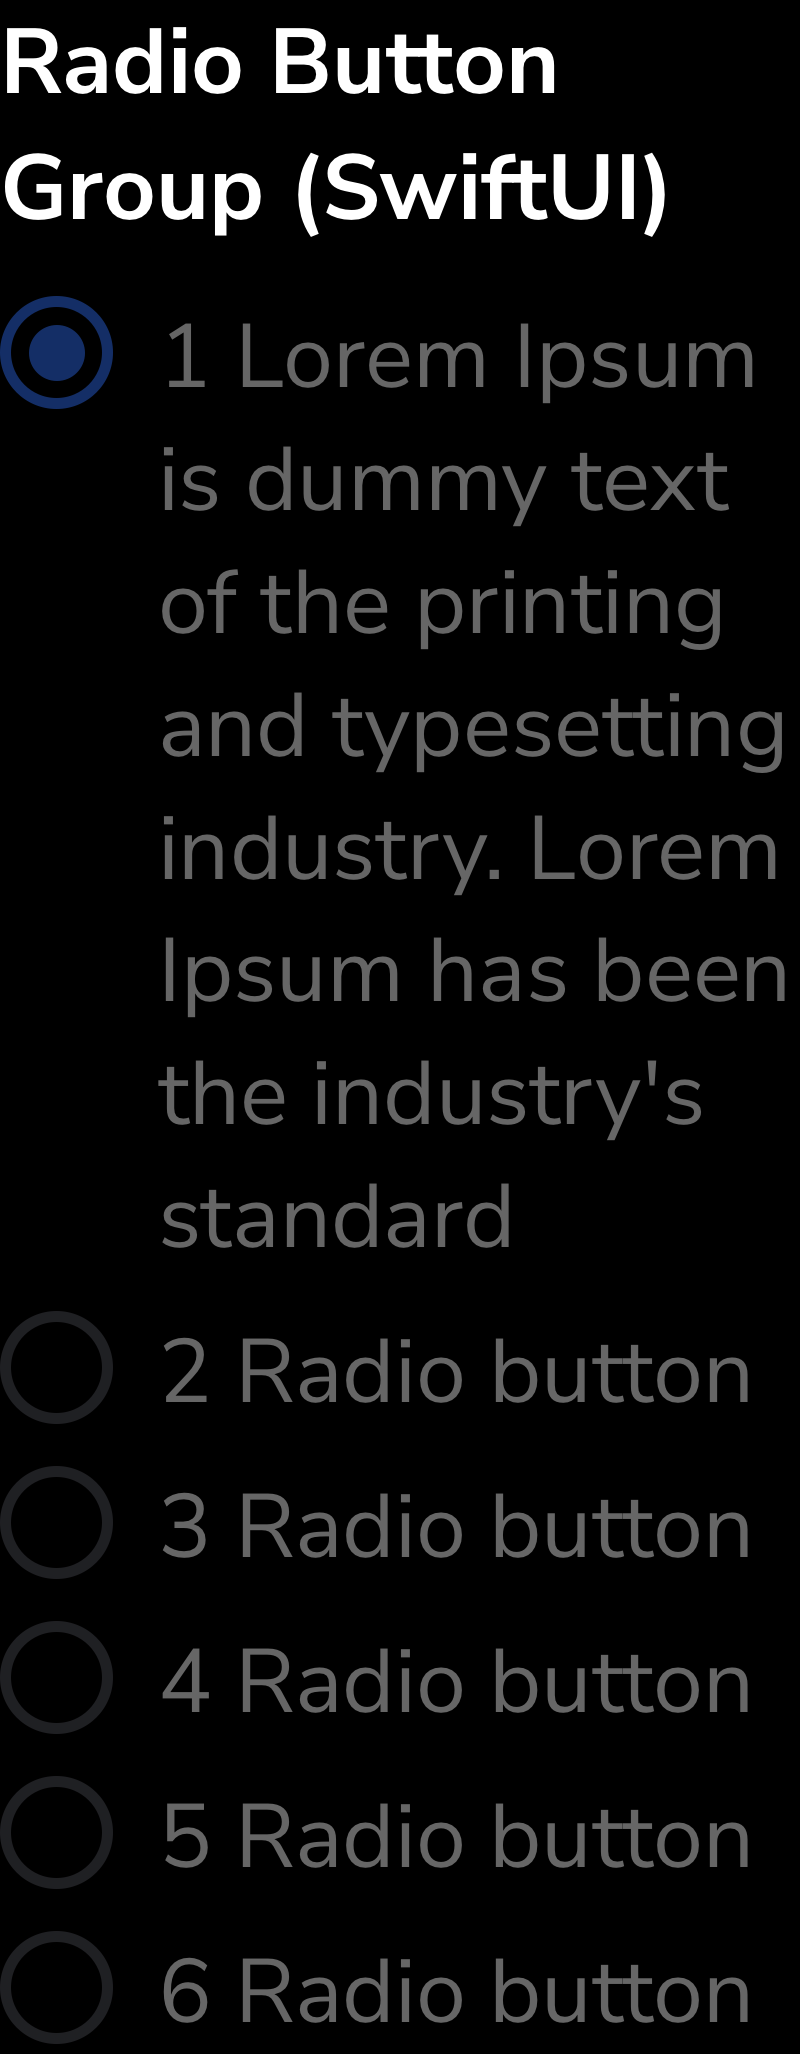 Radio Button
Group (SwiftUI)
1 Lorem Ipsum
is dummy text
of the printing
and typesetting
industry. Lorem
Ipsum has been
the industry's
standard
2 Radio button
3 Radio button
4 Radio button
5 Radio button
6 Radio button